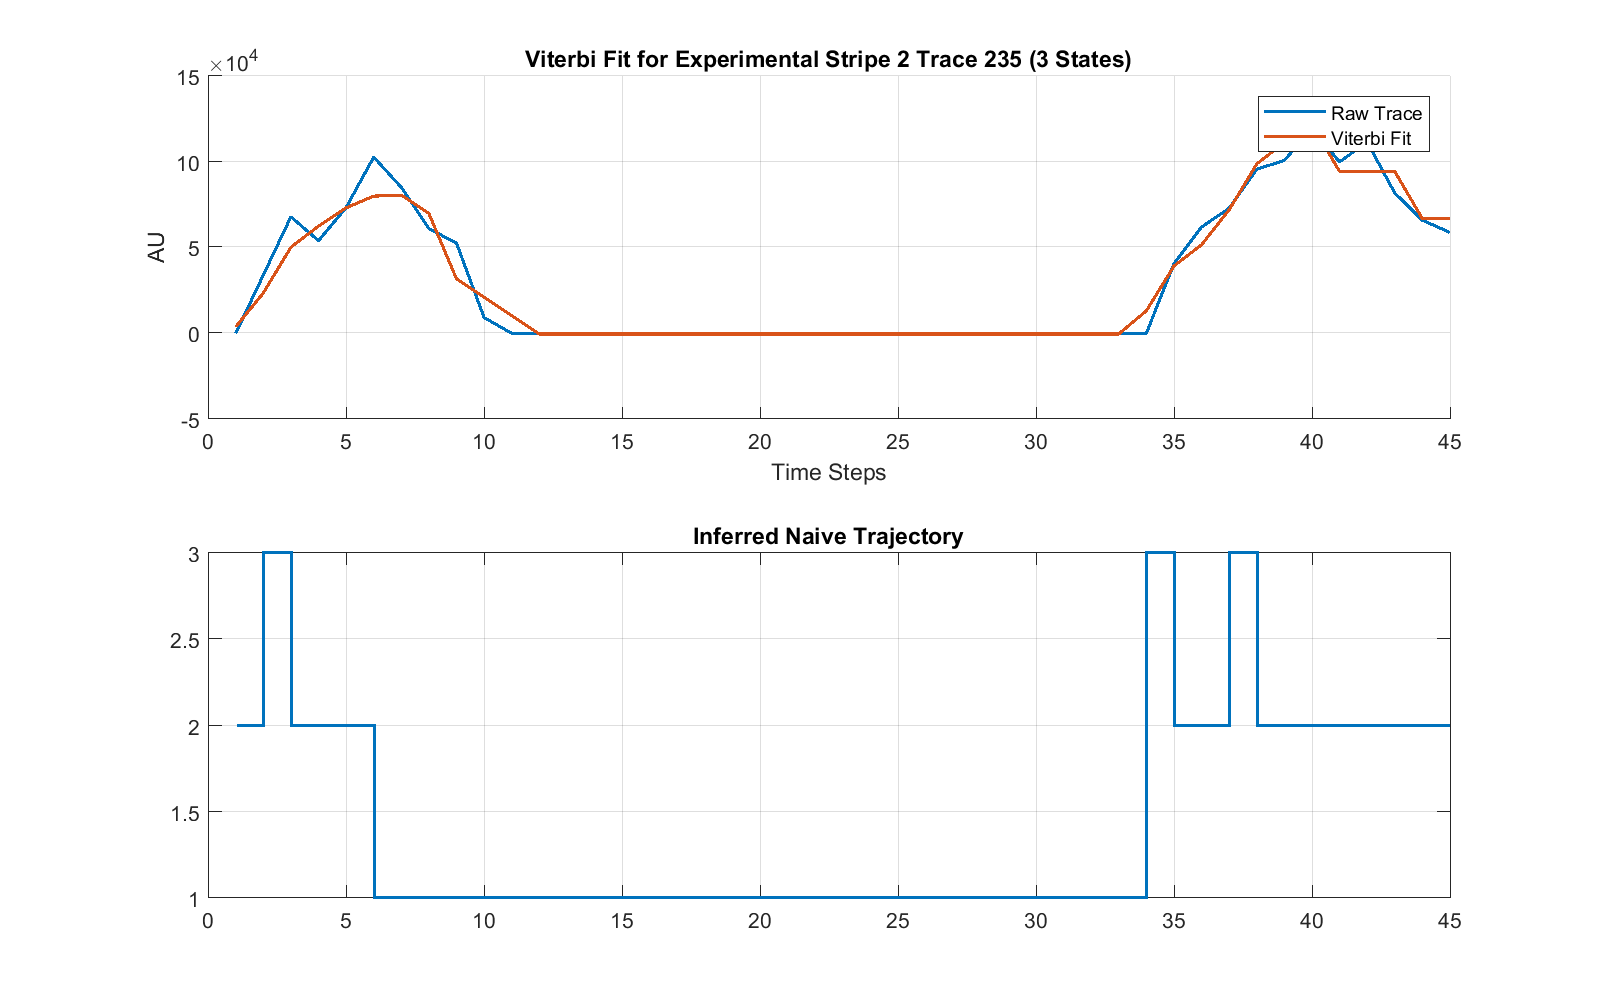 Viterbi Fit for Experimental Stripe 2 Trace 235 (3 States)
×10⁴
15
10
5
0
-5
AU
Raw Trace
Viterbi Fit
0 5 10 15 20 25 30 35 40 45
Time Steps
Inferred Naive Trajectory
3
2.5
2
1.5
1
0 5 10 15 20 25 30 35 40 45